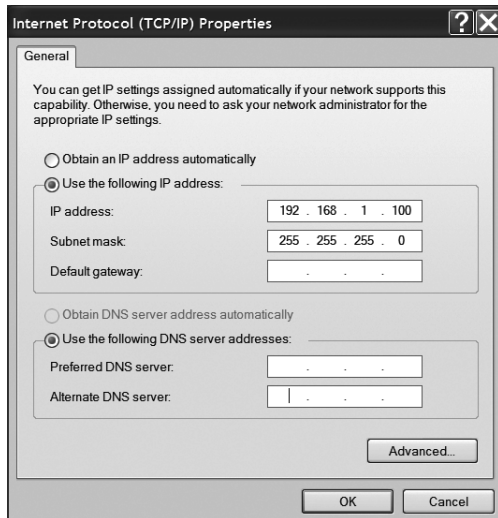 Internet Protocol (TCP/IP) Properties
General
You can get IP settings assigned automatically if your network supports this
capability. Otherwise, you need to ask your network administrator for the
appropriate IP settings.
Obtain an IP address automatically
Use the following IP address:
IP address: 192 . 168 . 1 . 100
Subnet mask: 255 . 255 . 255 . 0
Default gateway: . . .
Obtain DNS server address automatically
Use the following DNS server addresses:
Preferred DNS server: . . .
Alternate DNS server: . . .
Advanced...
OK Cancel